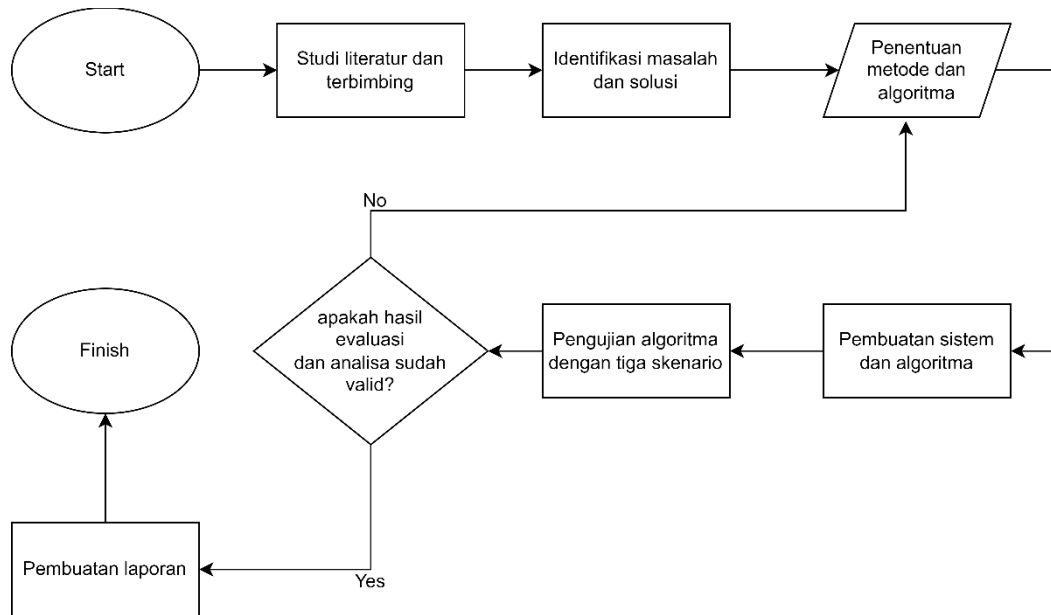 Start
Studi literatur dan
terbimbing
Identifikasi masalah
dan solusi
Penentuan
metode dan
algoritma
No
Finish
apakah hasil
evaluasi
dan analisa sudah
valid?
Pengujian algoritma
dengan tiga skenario
Pembuatan sistem
dan algoritma
Pembuatan laporan
Yes